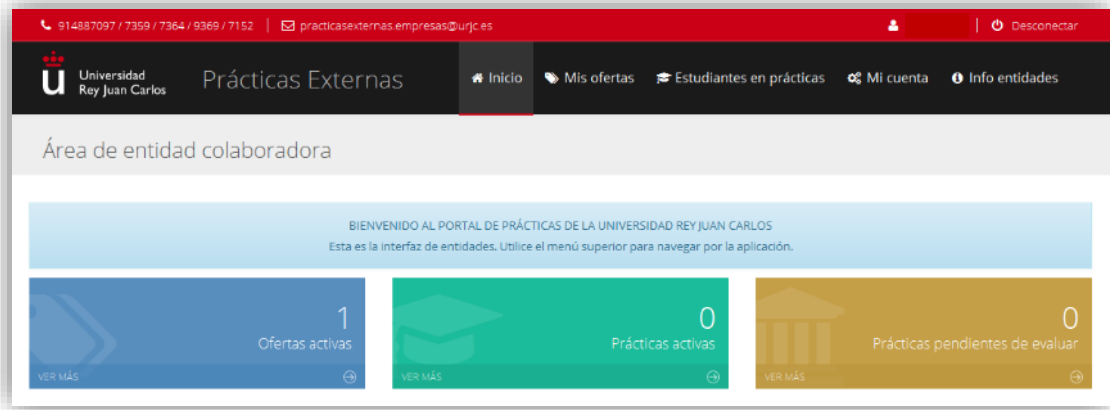 914887097 / 7359 / 7364 / 9369 / 7152 practicasexternas.empresas@urjc.es Desconectar
Universidad
Rey Juan Carlos
Prácticas Externas Inicio Mis ofertas Estudiantes en prácticas Mi cuenta Info entidades
Área de entidad colaboradora
BIENVENIDO AL PORTAL DE PRÁCTICAS DE LA UNIVERSIDAD REY JUAN CARLOS
Esta es la interfaz de entidades. Utilice el menú superior para navegar por la aplicación.
1
Ofertas activas
VER MÁS
0
Prácticas activas
VER MÁS
0
Prácticas pendientes de evaluar
VER MÁS